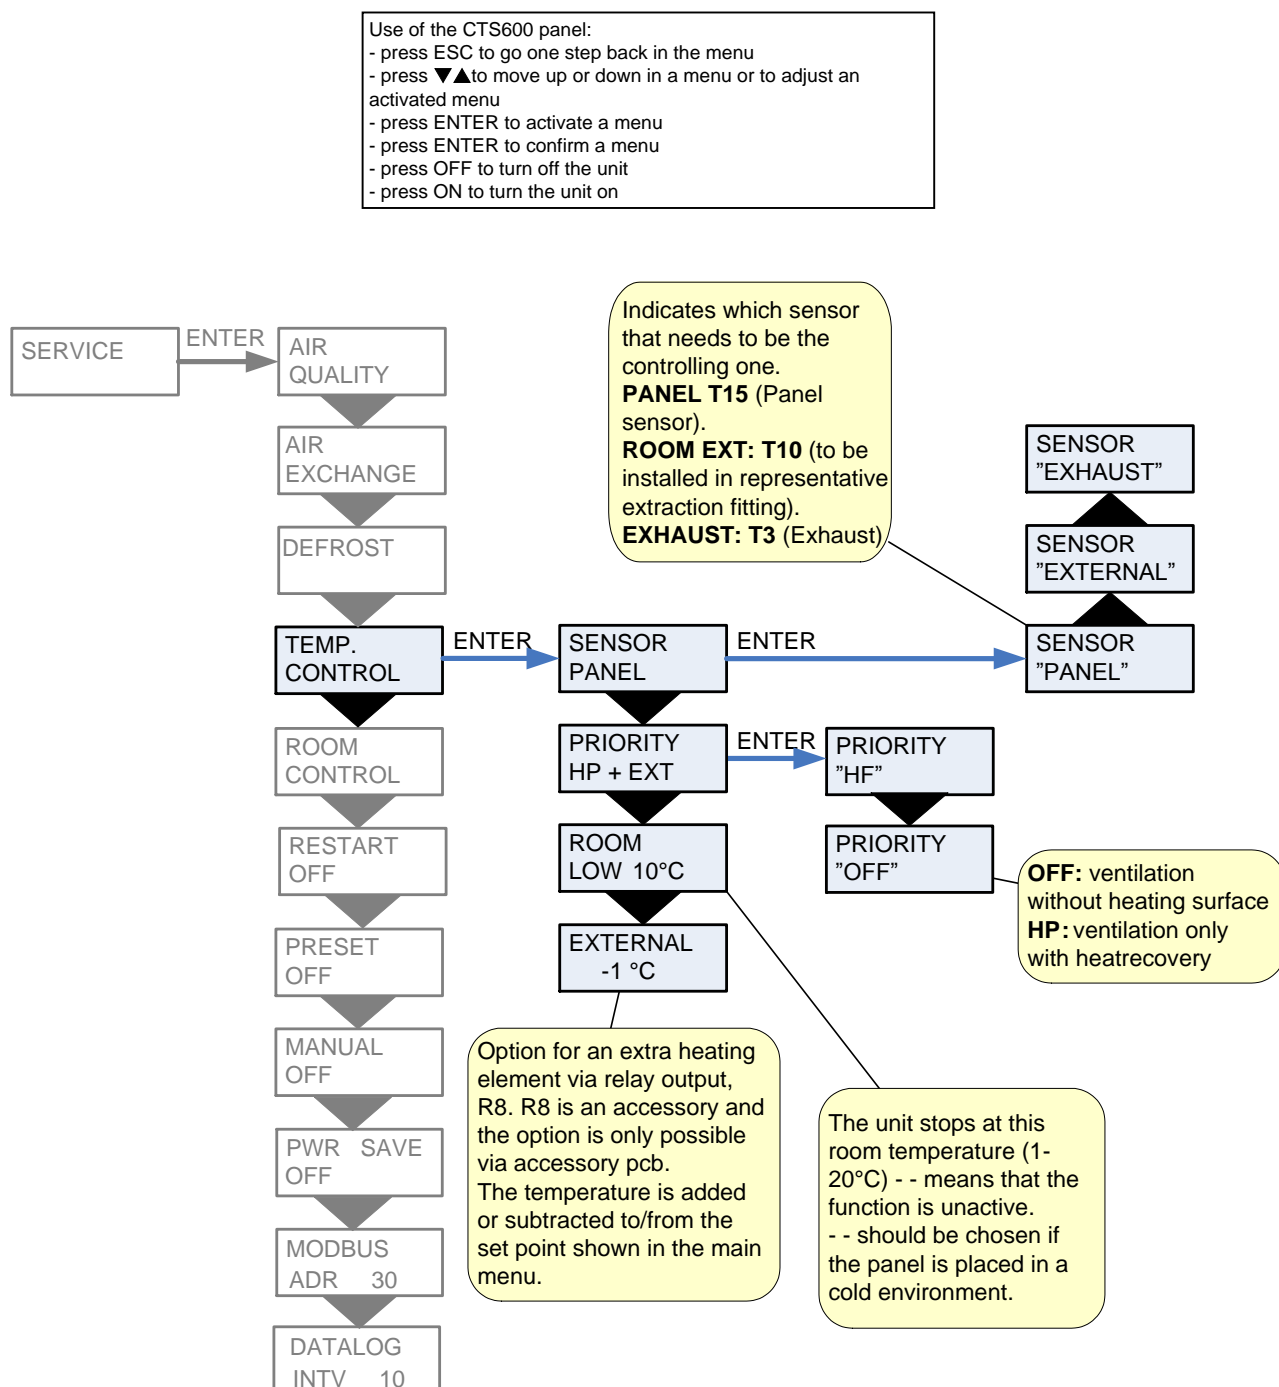 Use of the CTS600 panel:
- press ESC to go one step back in the menu
- press ▼▲to move up or down in a menu or to adjust an
activated menu
- press ENTER to activate a menu
- press ENTER to confirm a menu
- press OFF to turn off the unit
- press ON to turn the unit on
SERVICE
ENTER
AIR
QUALITY
AIR
EXCHANGE
DEFROST
Indicates which sensor
that needs to be the
controlling one.
PANEL T15 (Panel
sensor).
ROOM EXT: T10 (to be
installed in representative
extraction fitting).
EXHAUST: T3 (Exhaust)
SENSOR
”EXHAUST”
SENSOR
”EXTERNAL”
TEMP.
CONTROL
ENTER
SENSOR
PANEL
ENTER
SENSOR
”PANEL”
ROOM
CONTROL
PRIORITY
HP + EXT
ENTER
PRIORITY
”HF”
RESTART
OFF
ROOM
LOW 10°C
PRIORITY
”OFF”
OFF: ventilation
without heating surface
HP: ventilation only
with heatrecovery
PRESET
OFF
EXTERNAL
-1 °C
MANUAL
OFF
PWR SAVE
OFF
MODBUS
ADR 30
DATALOG
INTV 10
Option for an extra heating
element via relay output,
R8. R8 is an accessory and
the option is only possible
via accessory pcb.
The temperature is added
or subtracted to/from the
set point shown in the main
menu.
The unit stops at this
room temperature (1-
20°C) - - means that the
function is unactive.
- - should be chosen if
the panel is placed in a
cold environment.